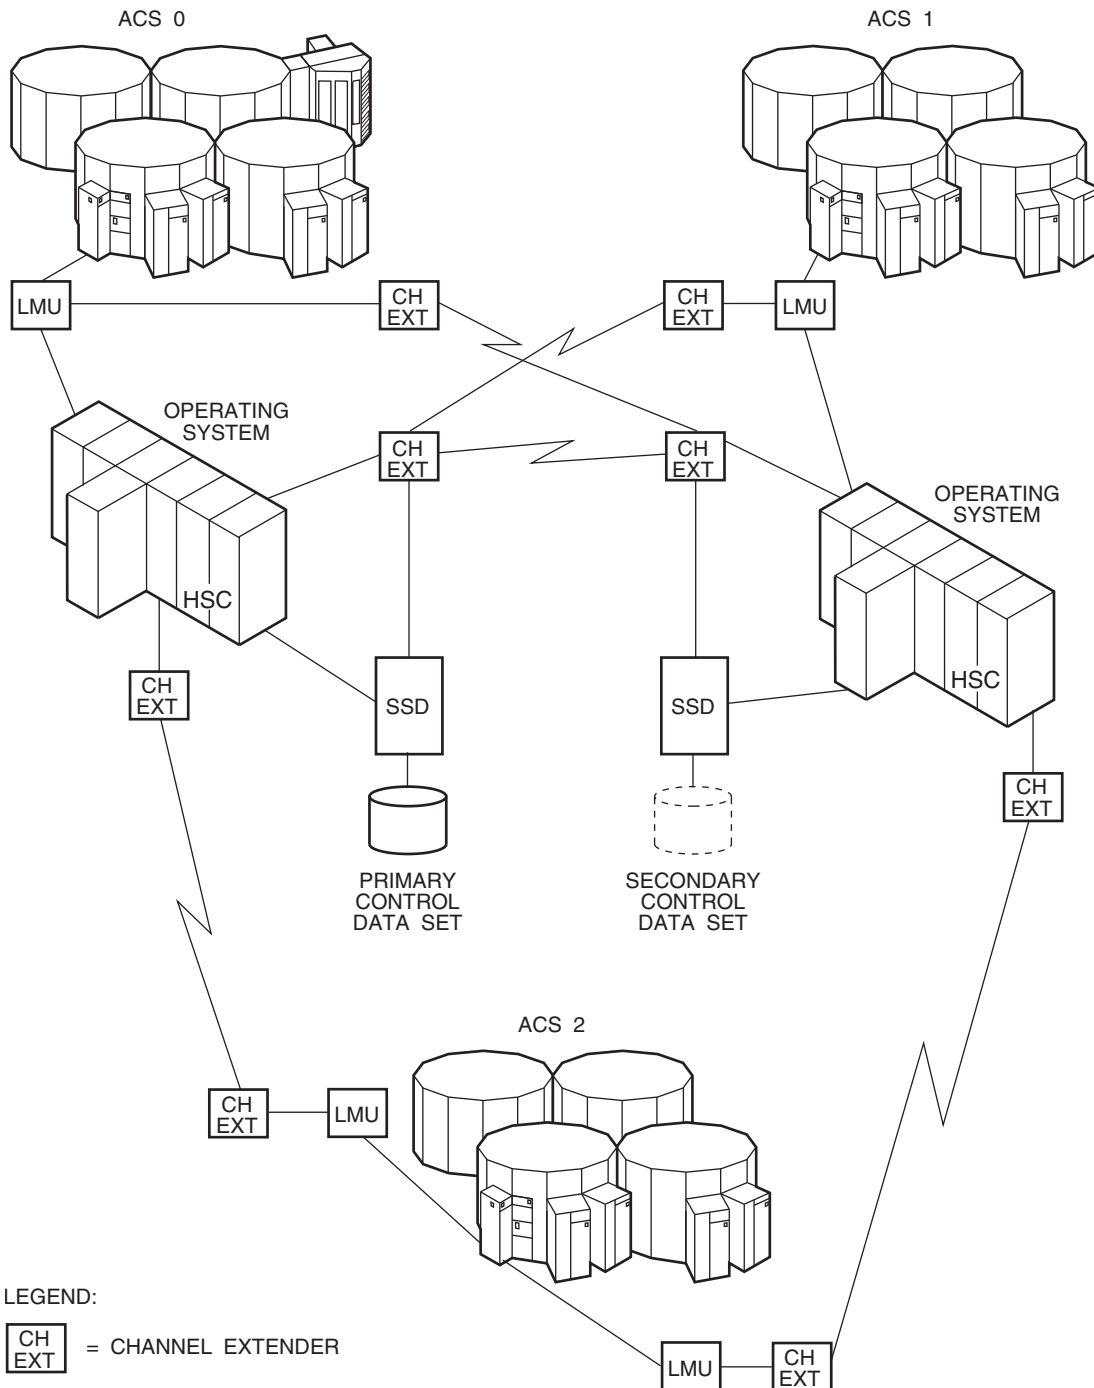 ACS 0
ACS 1
LMU
CH
EXT
CH
EXT
LMU
OPERATING
SYSTEM
CH
EXT
CH
EXT
OPERATING
SYSTEM
HSC
HSC
CH
EXT
SSD
SSD
CH
EXT
PRIMARY
CONTROL
DATA SET
SECONDARY
CONTROL
DATA SET
ACS 2
CH
EXT
LMU
LEGEND:
CH
EXT
= CHANNEL EXTENDER
LMU
CH
EXT